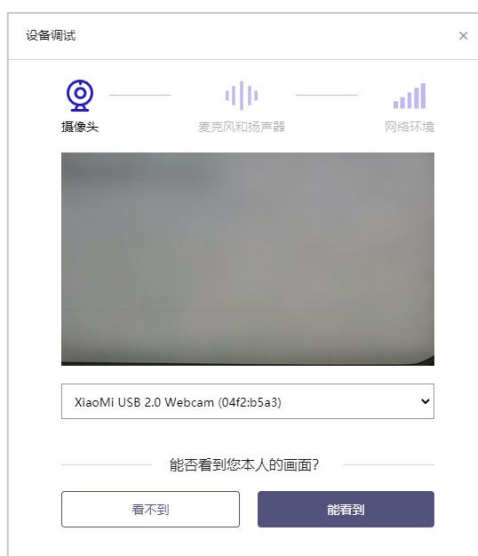 设备调试
摄像头
麦克风和扬声器
网络环境
XiaoMi USB 2.0 Webcam (04f2:b5a3)
能否看到您本人的画面?
看不到
能看到